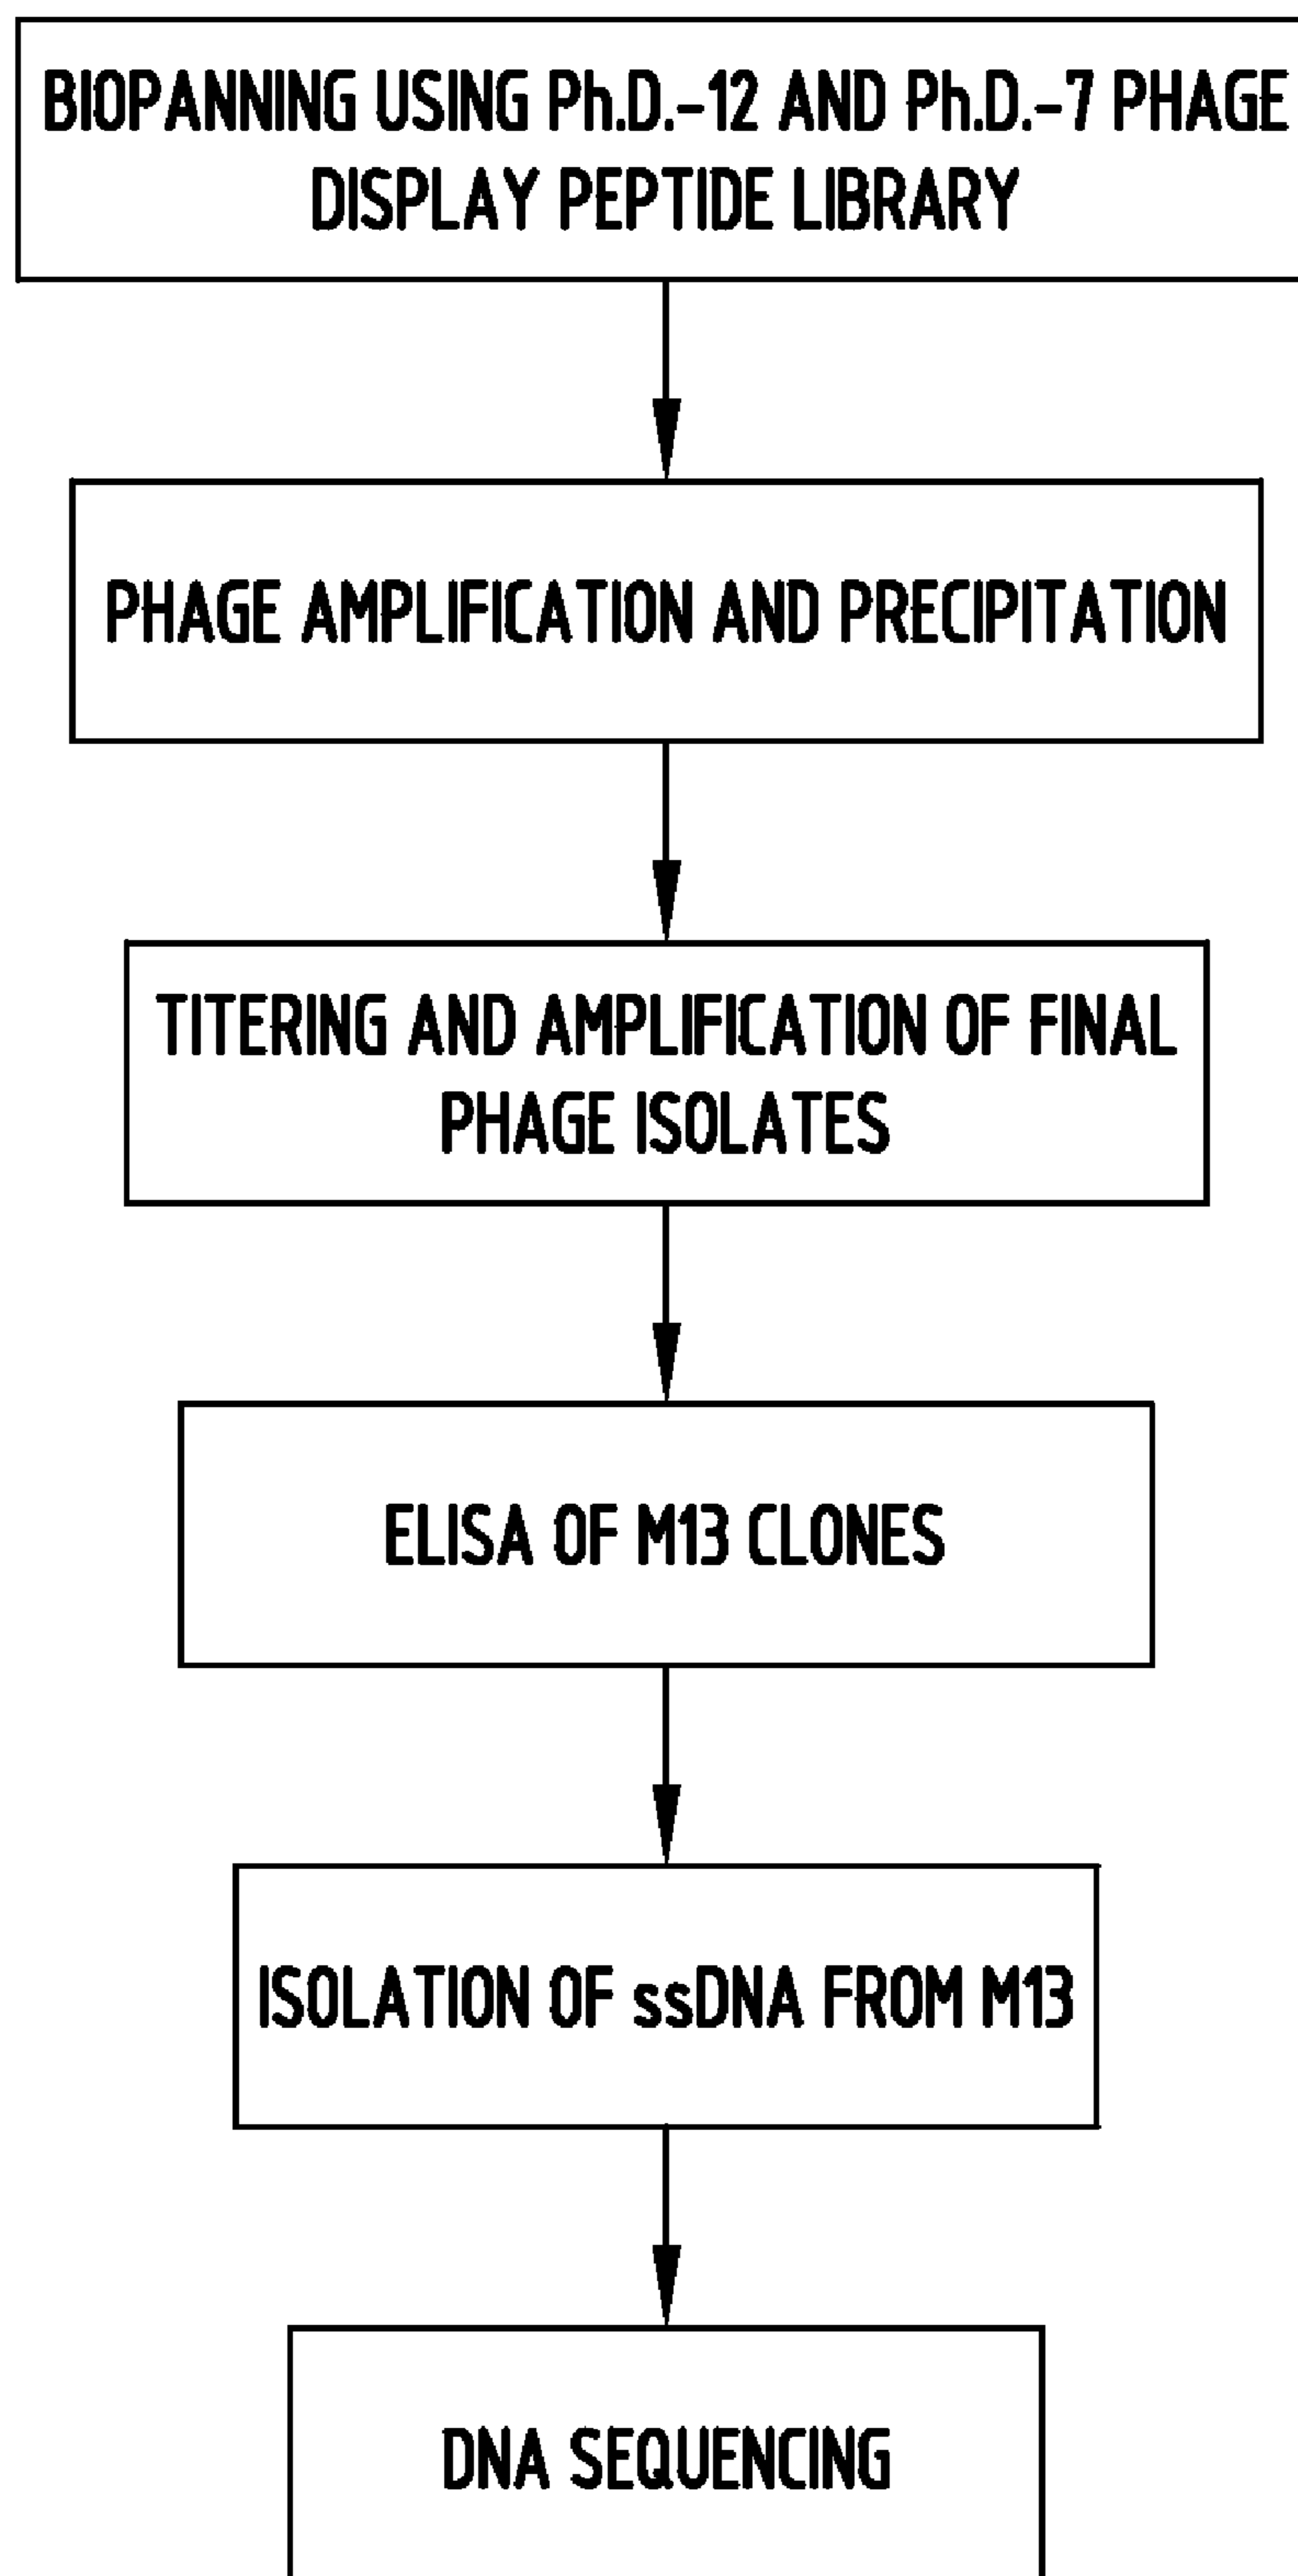 BIOPANNING USING Ph.D.-12 AND Ph.D.-7 PHAGE
DISPLAY PEPTIDE LIBRARY
PHAGE AMPLIFICATION AND PRECIPITATION
TITERING AND AMPLIFICATION OF FINAL
PHAGE ISOLATES
ELISA OF M13 CLONES
ISOLATION OF ssDNA FROM M13
DNA SEQUENCING